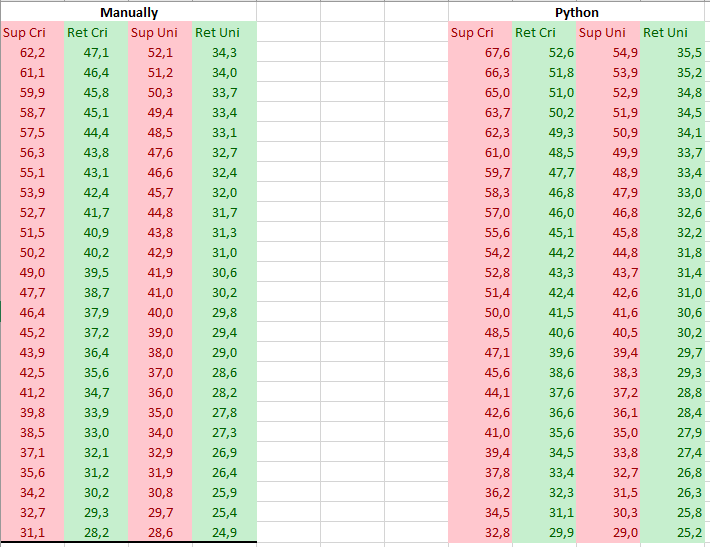 Manually Python
Sup Cri Ret Cri Sup Uni Ret Uni Sup Cri Ret Cri Sup Uni Ret Uni
62,2 47,1 52,1 34,3 67,6 52,6 54,9 35,5
61,1 46,4 51,2 34,0 66,3 51,8 53,9 35,2
59,9 45,8 50,3 33,7 65,0 51,0 52,9 34,8
58,7 45,1 49,4 33,4 63,7 50,2 51,9 34,5
57,5 44,4 48,5 33,1 62,3 49,3 50,9 34,1
56,3 43,8 47,6 32,7 61,0 48,5 49,9 33,7
55,1 43,1 46,6 32,4 59,7 47,7 48,9 33,4
53,9 42,4 45,7 32,0 58,3 46,8 47,9 33,0
52,7 41,7 44,8 31,7 57,0 46,0 46,8 32,6
51,5 40,9 43,8 31,3 55,6 45,1 45,8 32,2
50,2 40,2 42,9 31,0 54,2 44,2 44,8 31,8
49,0 39,5 41,9 30,6 52,8 43,3 43,7 31,4
47,7 38,7 41,0 30,2 51,4 42,4 42,6 31,0
46,4 37,9 40,0 29,8 50,0 41,5 41,6 30,6
45,2 37,2 39,0 29,4 48,5 40,6 40,5 30,2
43,9 36,4 38,0 29,0 47,1 39,6 39,4 29,7
42,5 35,6 37,0 28,6 45,6 38,6 38,3 29,3
41,2 34,7 36,0 28,2 44,1 37,6 37,2 28,8
39,8 33,9 35,0 27,8 42,6 36,6 36,1 28,4
38,5 33,0 34,0 27,3 41,0 35,6 35,0 27,9
37,1 32,1 32,9 26,9 39,4 34,5 33,8 27,4
35,6 31,2 31,9 26,4 37,8 33,4 32,7 26,8
34,2 30,2 30,8 25,9 36,2 32,3 31,5 26,3
32,7 29,3 29,7 25,4 34,5 31,1 30,3 25,8
31,1 28,2 28,6 24,9 32,8 29,9 29,0 25,2